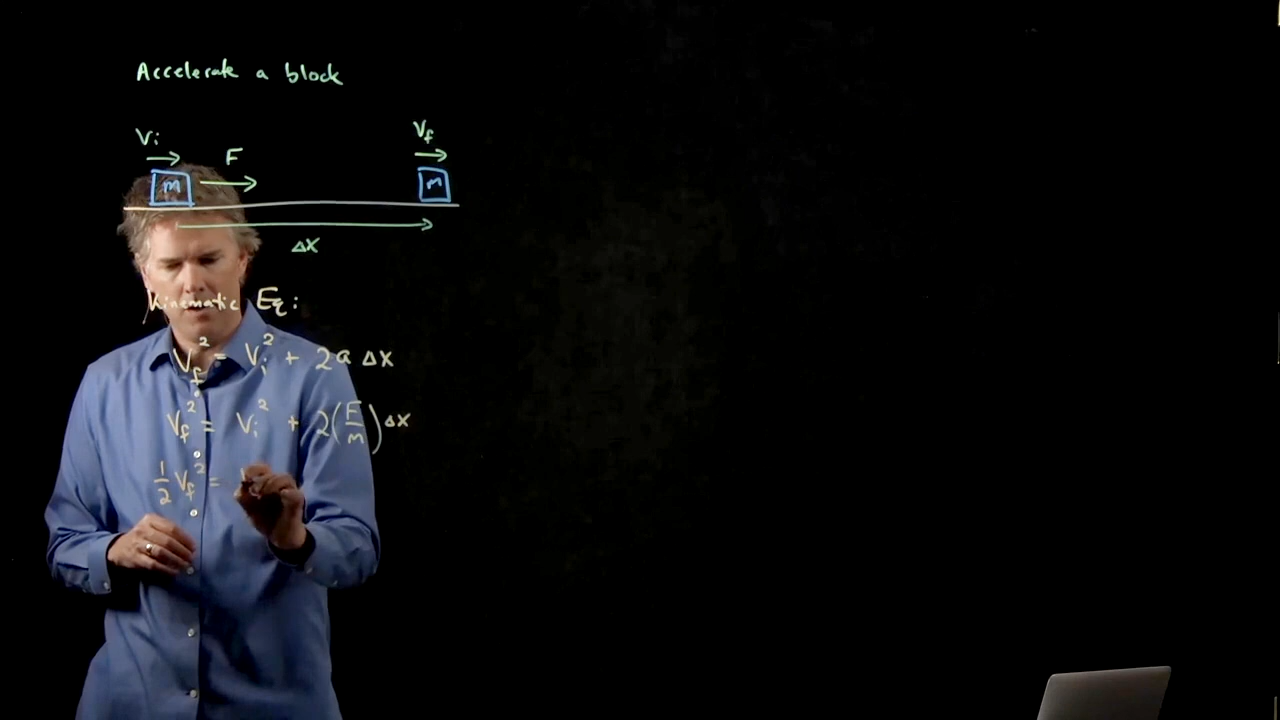 Accelerate a block
Vi F Vf
m m
Δx
Kinematic Eq:
Vf² = Vi² + 2a Δx
Vf² = Vi² + 2(F/m)Δx
½ Vf² =